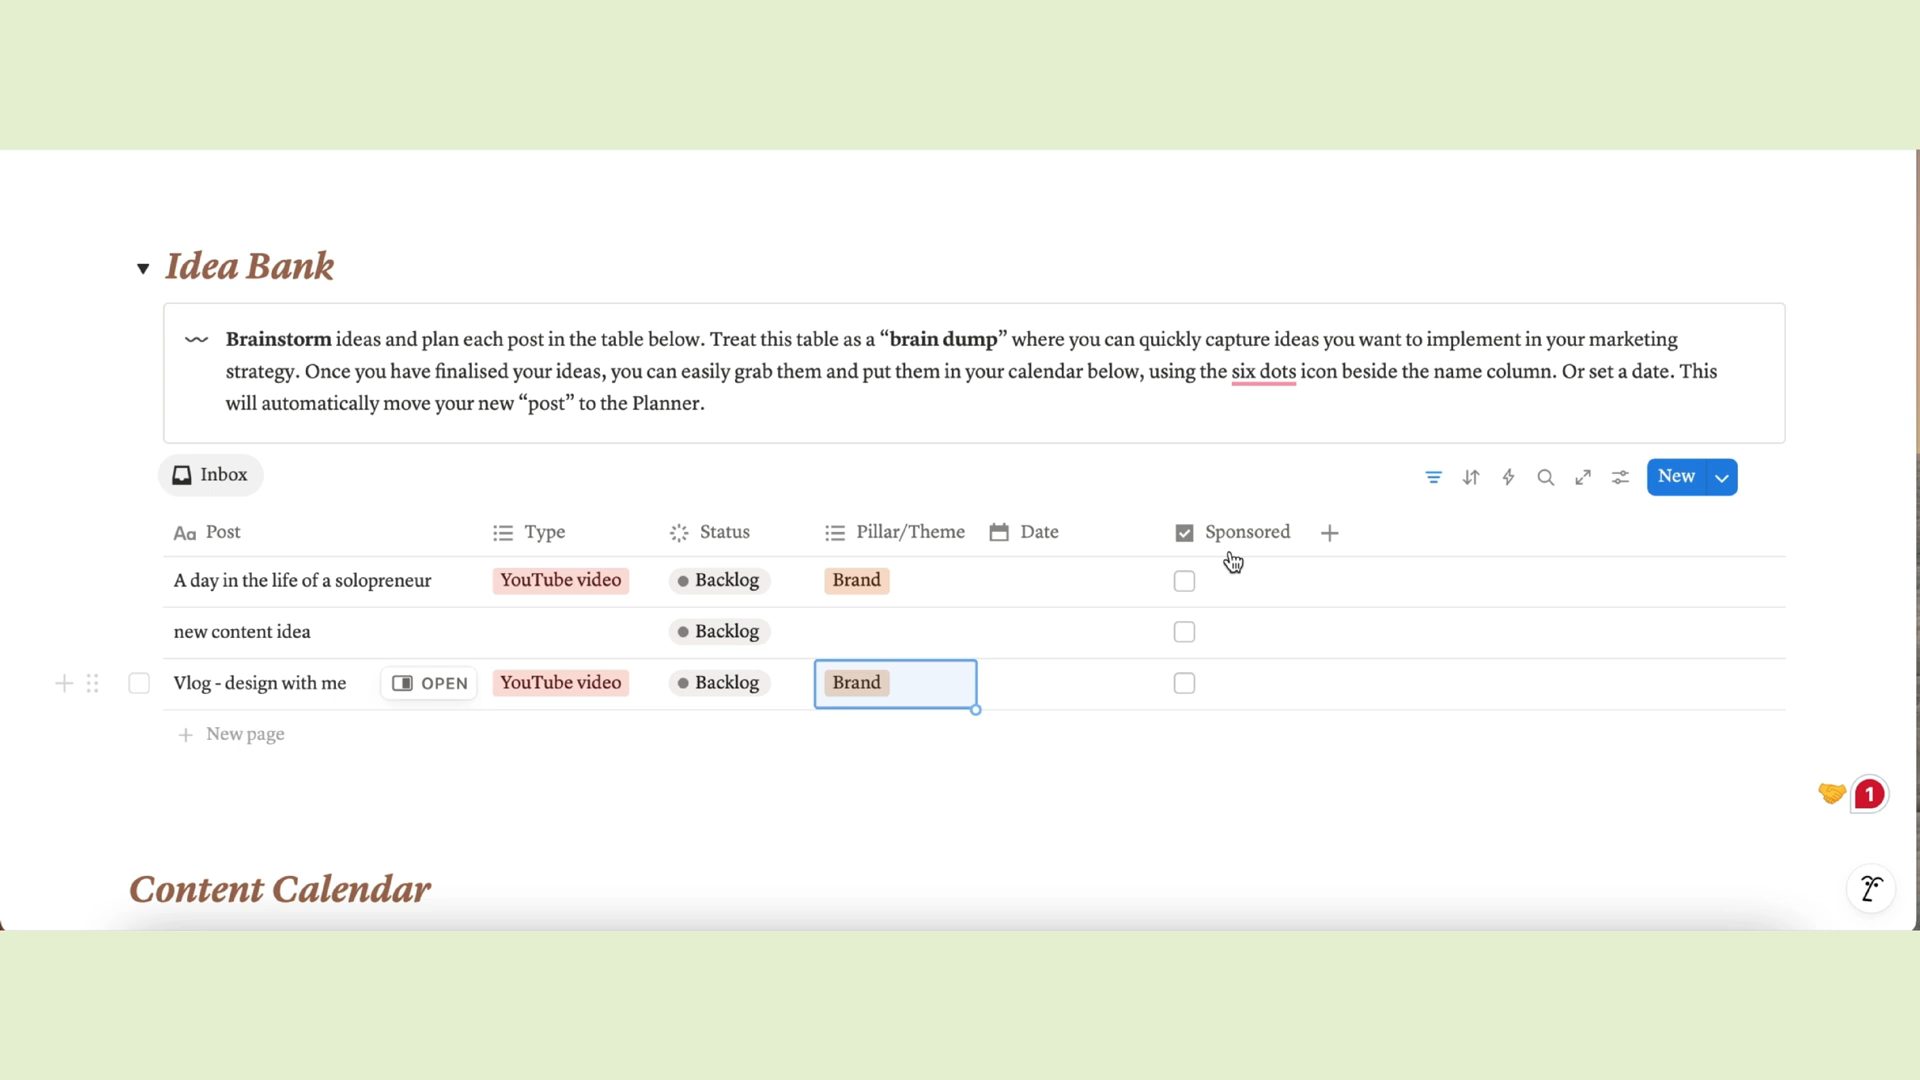 Idea Bank
Brainstorm ideas and plan each post in the table below. Treat this table as a “brain dump” where you can quickly capture ideas you want to implement in your marketing
strategy. Once you have finalised your ideas, you can easily grab them and put them in your calendar below, using the six dots icon beside the name column. Or set a date. This
will automatically move your new “post” to the Planner.
Inbox
New
Aa Post Type Status Pillar/Theme Date Sponsored
A day in the life of a solopreneur YouTube video Backlog Brand
new content idea Backlog
Vlog - design with me OPEN YouTube video Backlog Brand
New page
1
Content Calendar